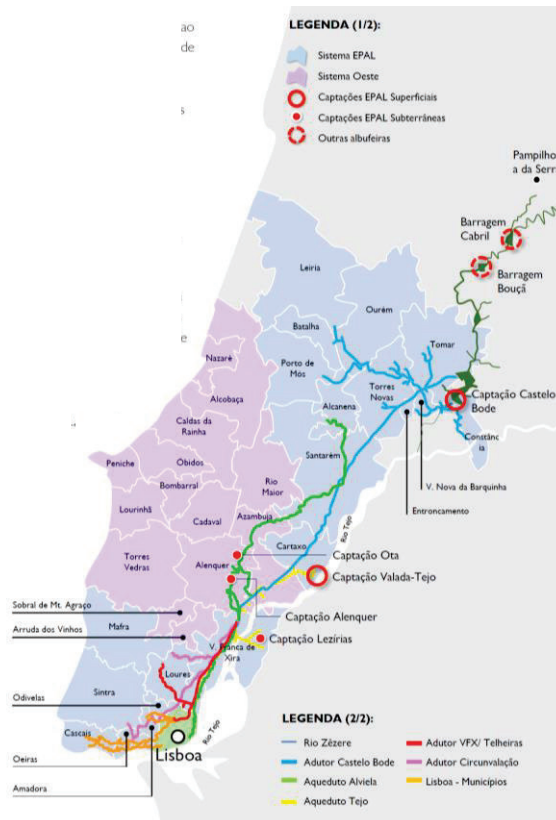 ao
de
s
e
LEGENDA (1/2):
Sistema EPAL
Sistema Oeste
Captações EPAL Superficiais
Captações EPAL Subterrâneas
Outras albufeiras
Pampilho
a da Serr
Barragem
Cabril
Barragem
Bouçã
Leiria
Ourém
Batalha
Tomar
Nazaré
Porto de
Mós
Torres
Novas
Captação Castelo
Bode
Alcobaça
Alcanena
Caldas da
Rainha
Constân
cia
Santarém
Peniche
Óbidos
V. Nova da Barquinha
Bombarral
Rio
Maior
Entroncamento
Lourinhã
Cadaval
Azambuja
Rio Tejo
Cartaxo
Captação Ota
Torres
Vedras
Alenquer
Captação Valada-Tejo
Sobral de Mt. Agraço
Captação Alenquer
Mafra
Arruda dos Vinhos
Captação Lezírias
V. Franca de
Xira
Loures
Sintra
Odivelas
Cascais
Rio Tejo
Oeiras
Lisboa
Amadora
LEGENDA (2/2):
Rio Zézere
Adutor Castelo Bode
Aqueduto Alviela
Aqueduto Tejo
Adutor VFX/ Telheiras
Adutor Circunvalação
Lisboa - Municípios